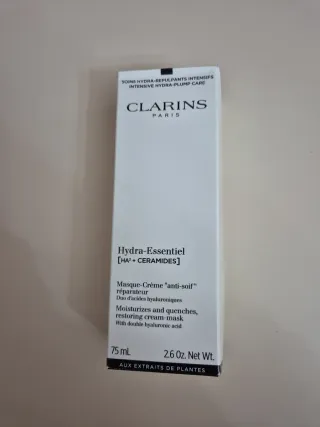 SOINS HYDRA-REPULPANTS INTENSIFS
INTENSIVE HYDRA-PLUMP CARE
CLARINS
PARIS
Hydra-Essentiel
[HA² + CERAMIDES]
Masque-Crème "anti-soif"
réparateur
Duo d'acides hyaluroniques
Moisturizes and quenches,
restoring cream-mask
With double hyaluronic acid
75 mL 2.6 Oz. Net Wt.
AUX EXTRAITS DE PLANTES